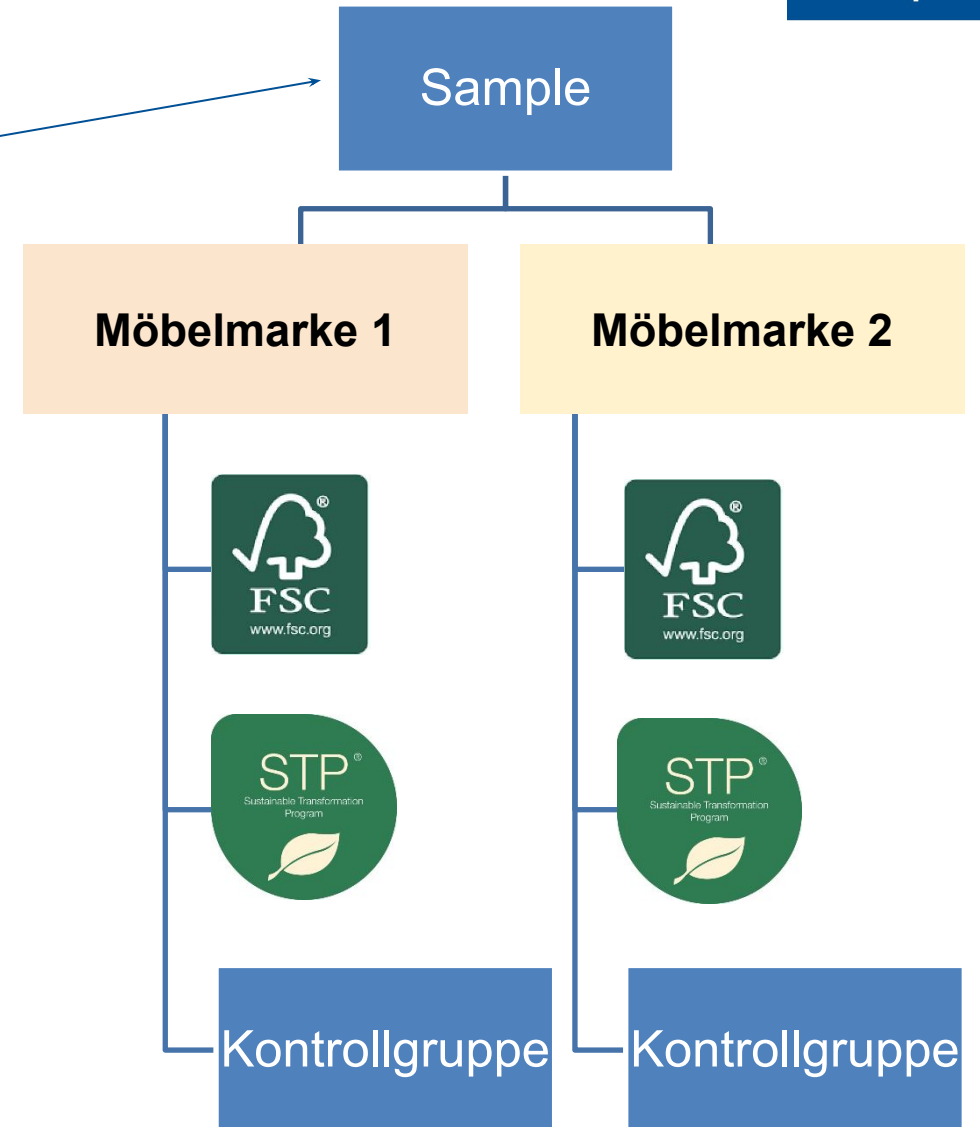 Sample
Möbelmarke 1
Möbelmarke 2
®
FSC
www.fsc.org
®
FSC
www.fsc.org
STP®
Sustainable Transformation
Program
STP®
Sustainable Transformation
Program
Kontrollgruppe
Kontrollgruppe